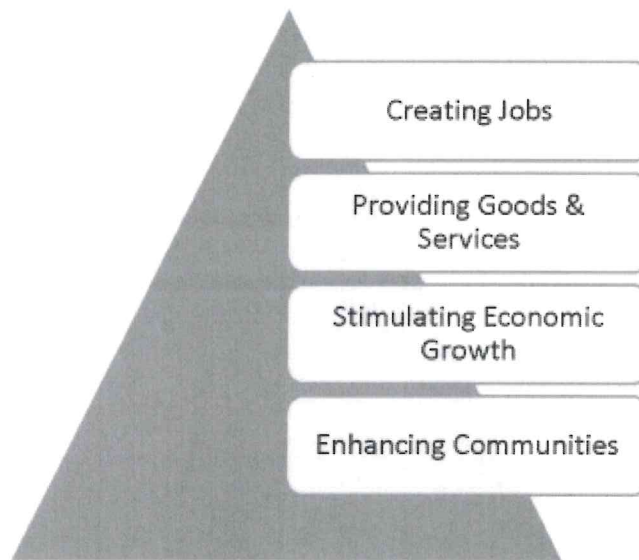 Creating Jobs
Providing Goods &
Services
Stimulating Economic
Growth
Enhancing Communities